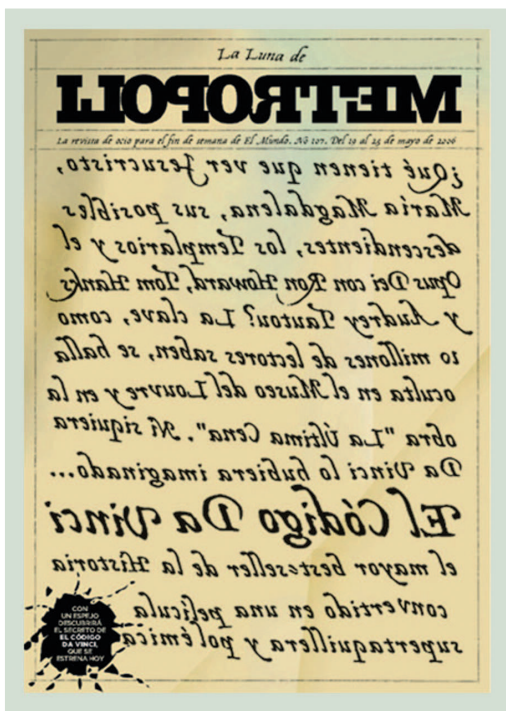 La Luna de
METROPOLI
La revista de ocio para el fin de semana de El Mundo. Nº 107. Del 19 al 25 de mayo de 2006
¿Qué tienen que ver Jesucristo,
María Magdalena, sus posibles
descendientes, los Templarios y el
Opus Dei con Ron Howard, Tom Hanks
y Audrey Tautou? La clave, como
10 millones de lectores saben, se halla
oculta en el Museo del Louvre y en la
obra "La Última Cena". Ni siquiera
Da Vinci lo hubiera imaginado...
El Código Da Vinci
el mayor bestseller de la Historia
convertido en una película
supertaquillera y polémica
CON
UN ESPEJO
DESCUBRIRÁ
EL SECRETO DE
EL CÓDIGO
DA VINCI,
QUE SE
ESTRENA HOY